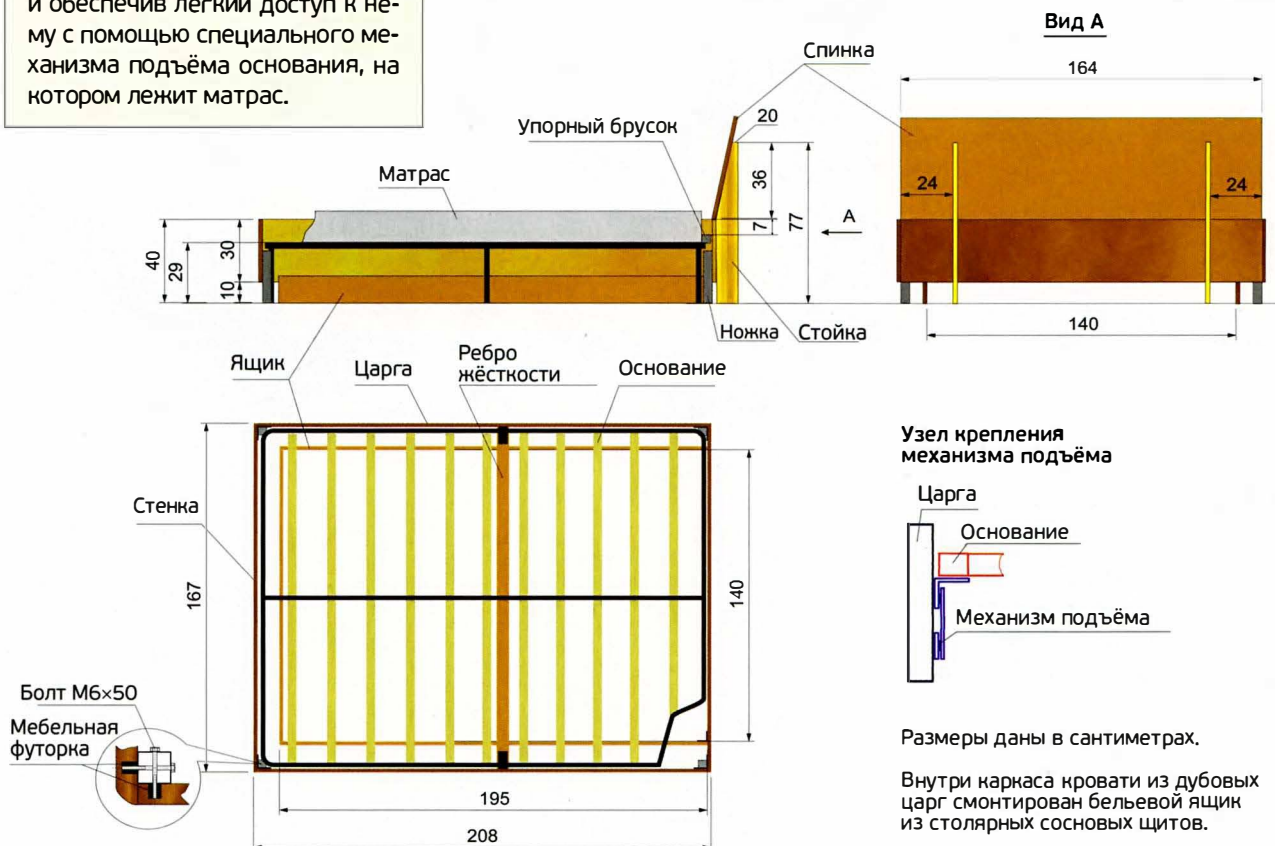 и обеспечив лёгкий доступ к не-
му с помощью специального ме-
ханизма подъёма основания, на
котором лежит матрас.
Вид А
Спинка
164
20
Упорный брусок
Матрас
36
24
24
7
77
А
40
30
29
10
Ножка
Стойка
140
Ящик
Царга
Ребро
жёсткости
Основание
Узел крепления
механизма подъёма
Царга
Стенка
Основание
167
140
Механизм подъёма
Болт М6×50
Мебельная
футорка
195
208
Размеры даны в сантиметрах.
Внутри каркаса кровати из дубовых
царг смонтирован бельевой ящик
из столярных сосновых щитов.